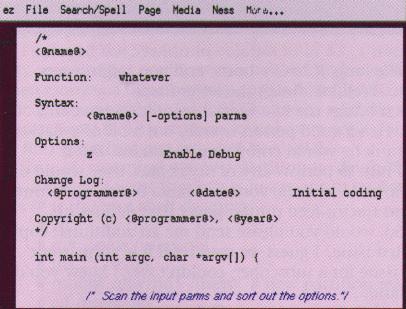 ez File Search/Spell Page Media Ness More...
/*
<@name@>
Function: whatever
Syntax:
<@name@> [-options] parms
Options:
z Enable Debug
Change Log:
<@programmer@> <@date@> Initial coding
Copyright (c) <@programmer@>, <@year@>
*/
int main (int argc, char *argv[]) {
/* Scan the input parms and sort out the options.*/